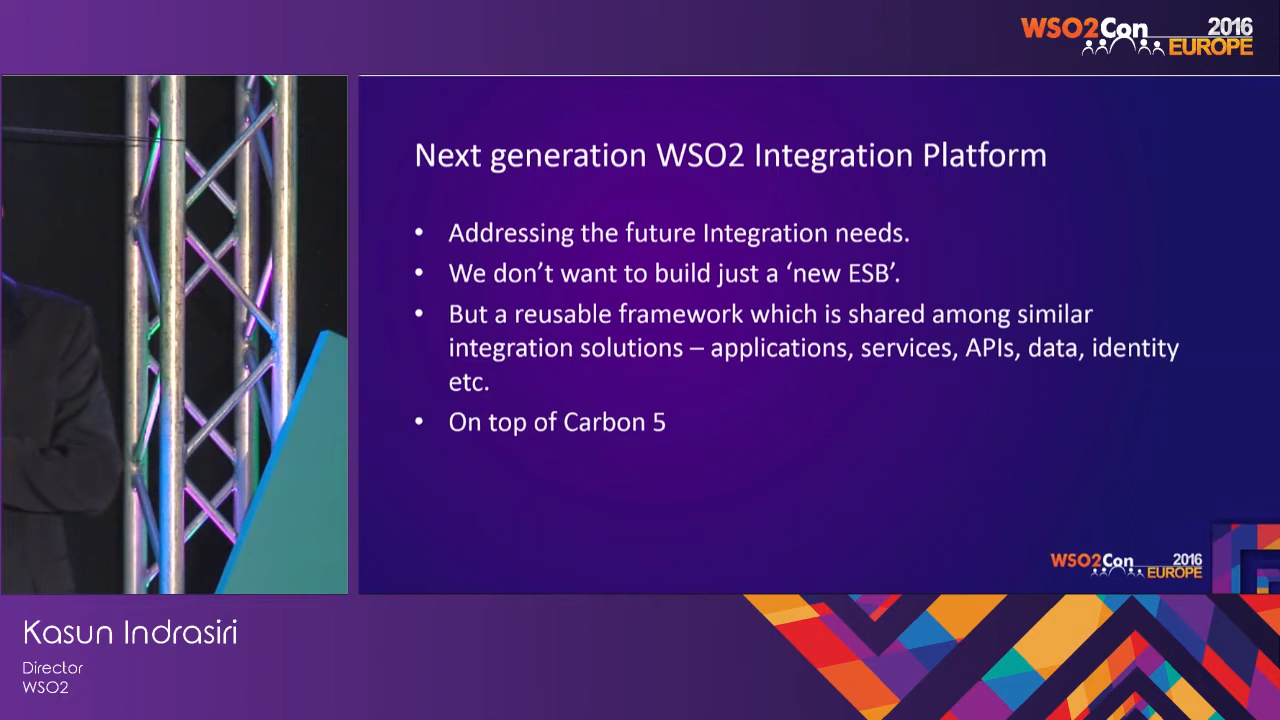 WSO2Con 2016
EUROPE
Next generation WSO2 Integration Platform
• Addressing the future Integration needs.
• We don’t want to build just a ‘new ESB’.
• But a reusable framework which is shared among similar
integration solutions – applications, services, APIs, data, identity
etc.
• On top of Carbon 5
WSO2Con 2016
EUROPE
Kasun Indrasiri
Director
WSO2